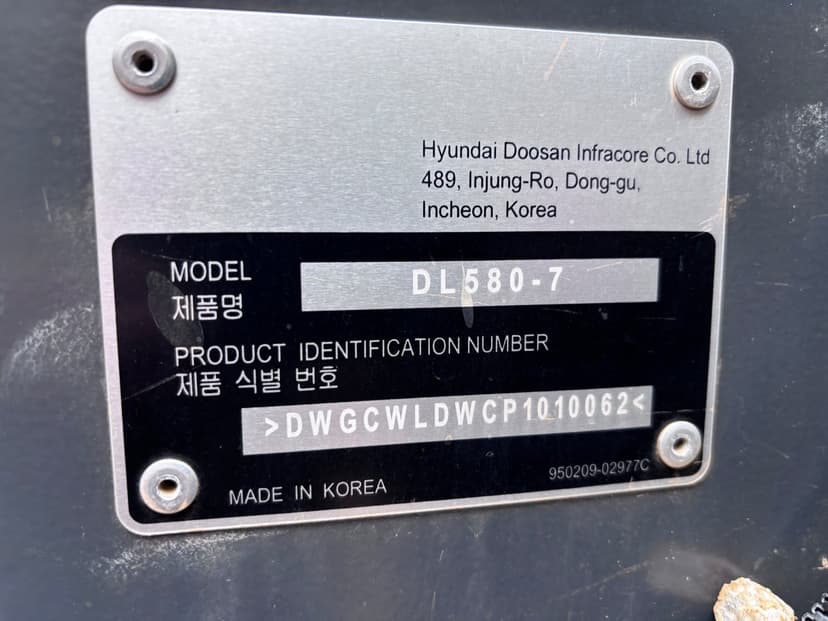 Hyundai Doosan Infracore Co. Ltd
489, Injung-Ro, Dong-gu,
Incheon, Korea
MODEL
DL580-7
제품명
PRODUCT IDENTIFICATION NUMBER
제품 식별 번호
>DWGCWLDWCP1010062<
950209-02977C
MADE IN KOREA